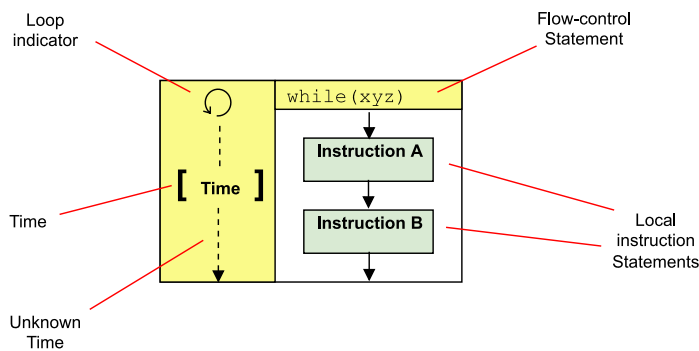 Loop
indicator
Flow-control
Statement
while(xyz)
Instruction A
[ Time ]
Time
Instruction B
Local
instruction
Statements
Unknown
Time